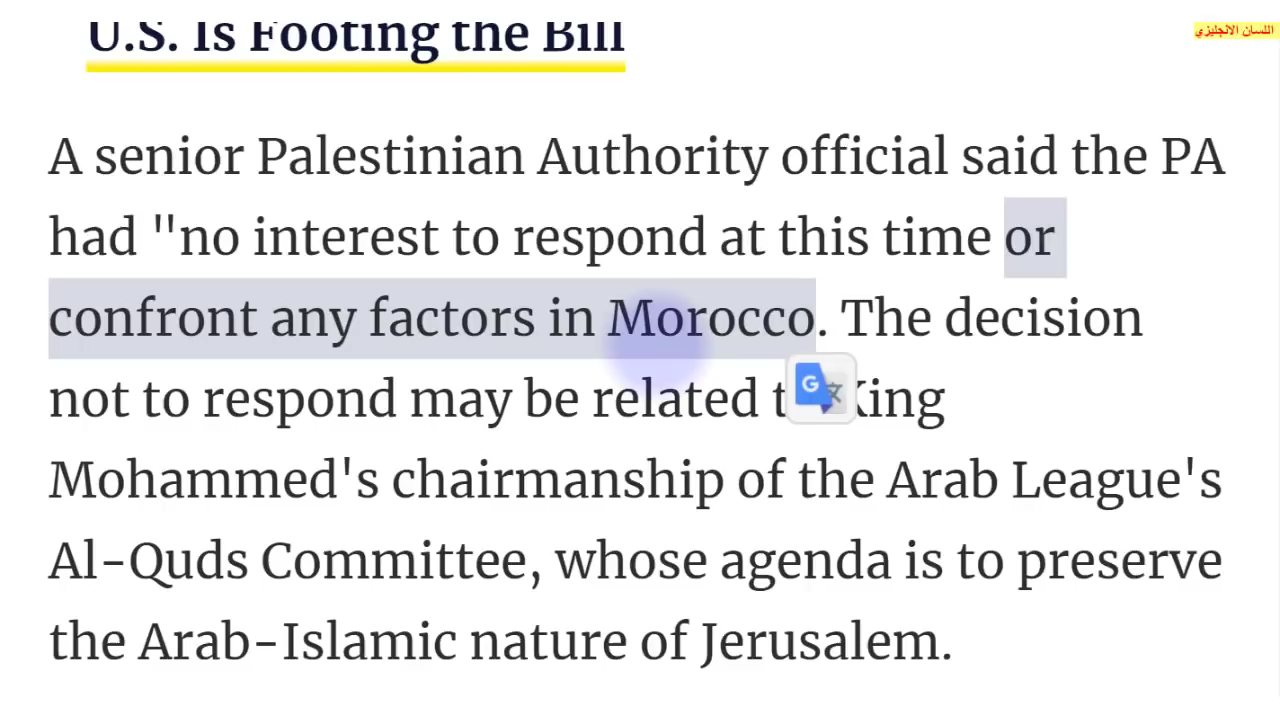 U.S. Is Footing the Bill
اللسان الانجليزي
A senior Palestinian Authority official said the PA
had "no interest to respond at this time or
confront any factors in Morocco. The decision
not to respond may be related King
Mohammed's chairmanship of the Arab League's
Al-Quds Committee, whose agenda is to preserve
the Arab-Islamic nature of Jerusalem.